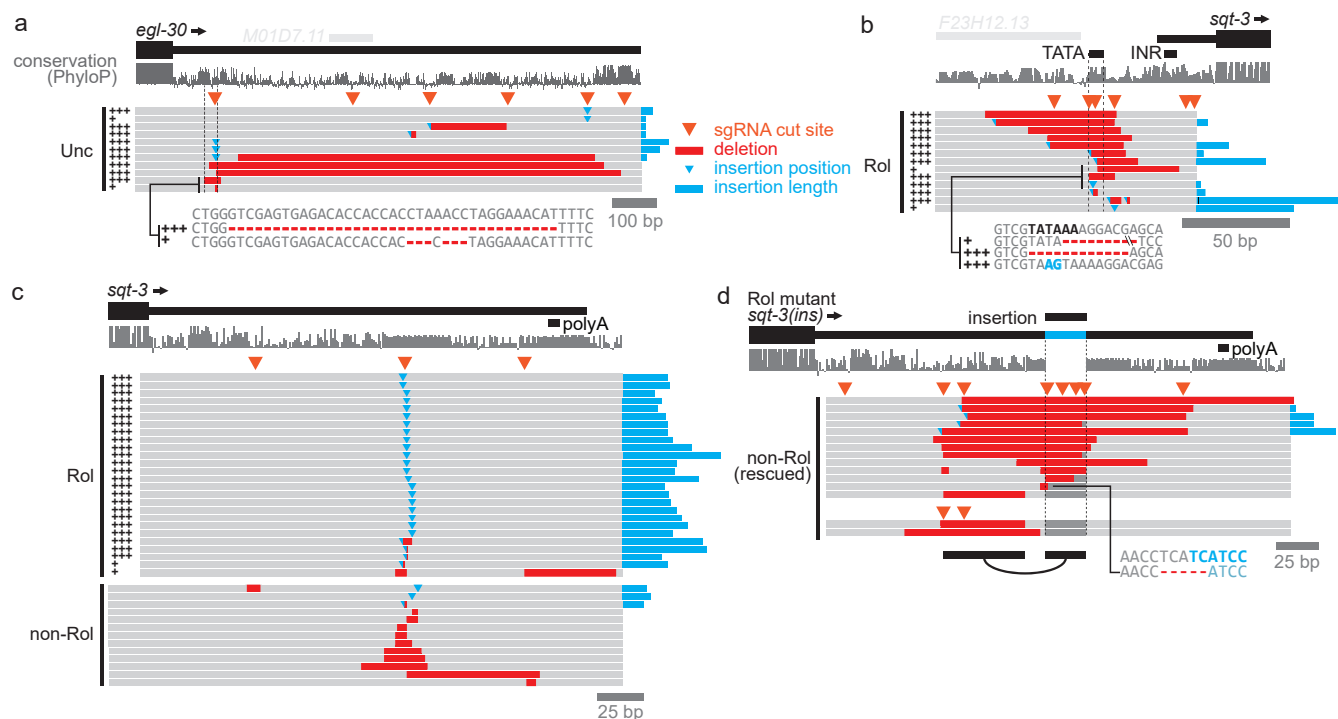 a
egl-30
M01D7.11
conservation
(PhyloP)
+++
+
+++
+++
+
+++
+++
+++
+++
+
Unc
+++
+
CTGGGTCGAGTGAGACACCACCACCTAAACCTAGGAAACATTTTC
CTGG-----------------------------------TTTC
CTGGGTCGAGTGAGACACCACCAC---C---TAGGAAACATTTTC
100 bp
sgRNA cut site
deletion
insertion position
insertion length
b
F23H12.13
sqt-3
TATA
INR
Rol
+
+++
+++
GTCGTATAAAAGGACGAGCA
GTCGTATA--------TCC
GTCG------------AGCA
GTCGTAAGTAAAAGGACGAG
50 bp
c
sqt-3
polyA
Rol
non-Rol
25 bp
d
Rol mutant
sqt-3(ins)
insertion
polyA
non-Rol
(rescued)
AACCTCATCATCC
AACC-----ATCC
25 bp